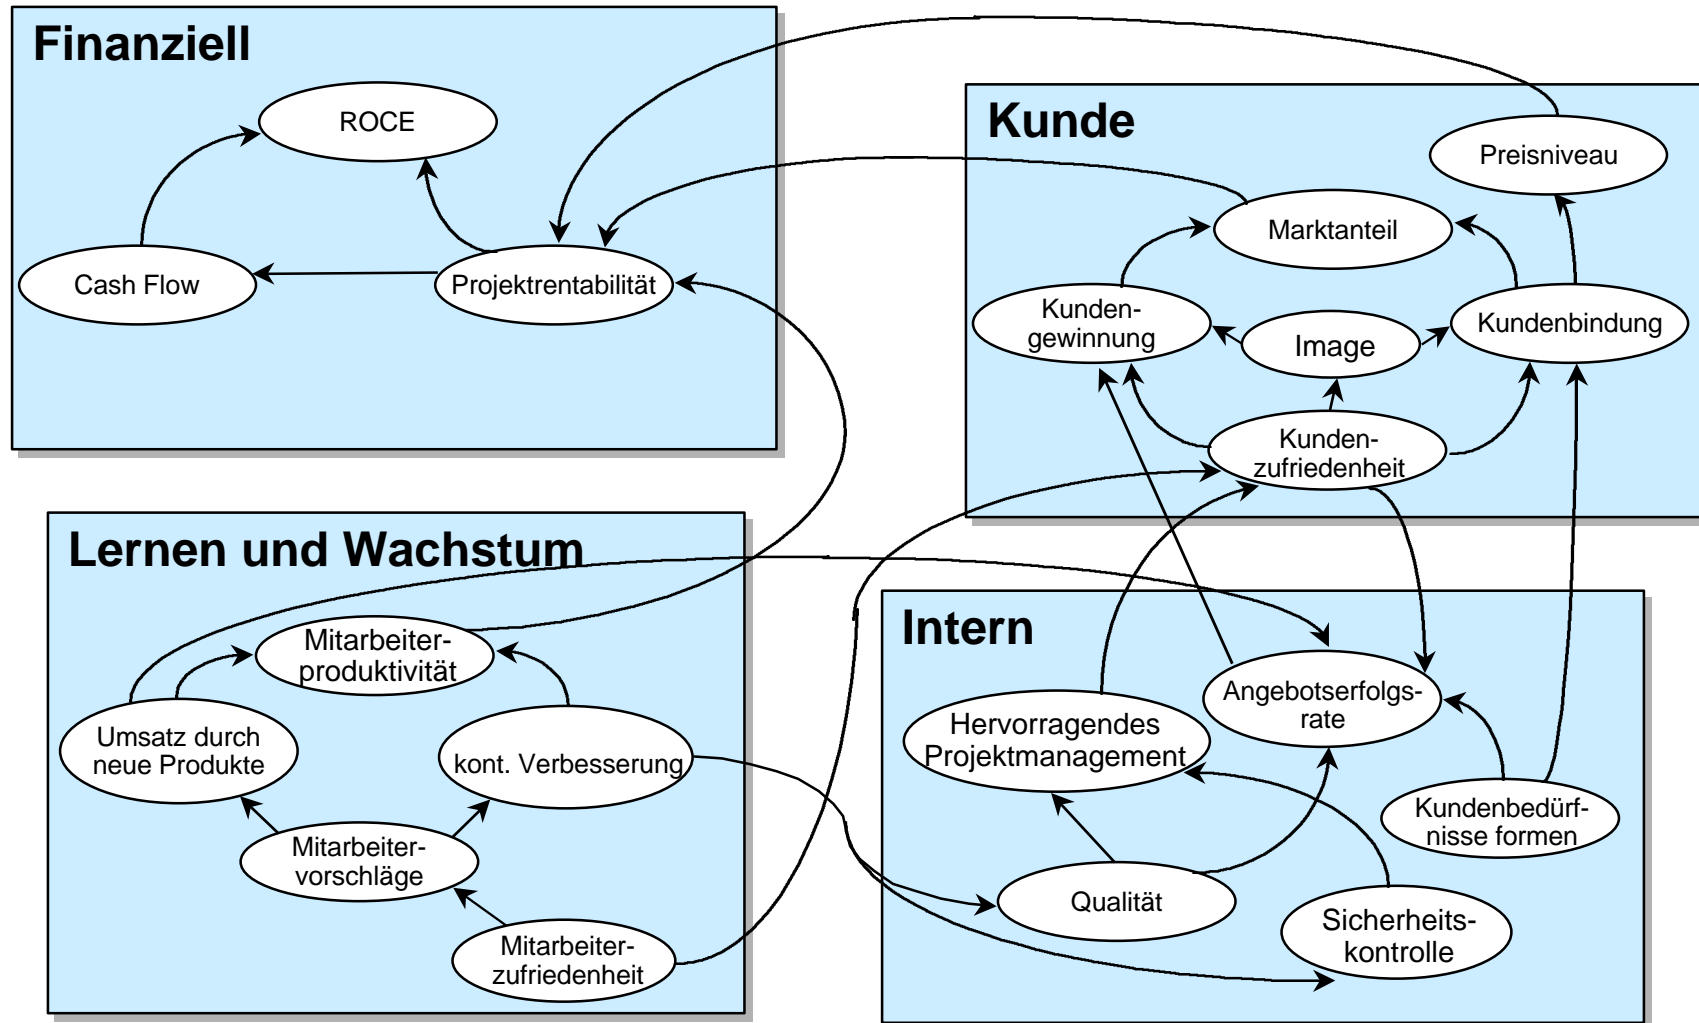 Finanziell
ROCE
Cash Flow
Projektrentabilität
Kunde
Preisniveau
Marktanteil
Kunden-
gewinnung
Image
Kundenbindung
Kunden-
zufriedenheit
Lernen und Wachstum
Mitarbeiter-
produktivität
Umsatz durch
neue Produkte
kont. Verbesserung
Mitarbeiter-
vorschläge
Mitarbeiter-
zufriedenheit
Intern
Angebotserfolgs-
rate
Hervorragendes
Projektmanagement
Kundenbedürf-
nisse formen
Qualität
Sicherheits-
kontrolle